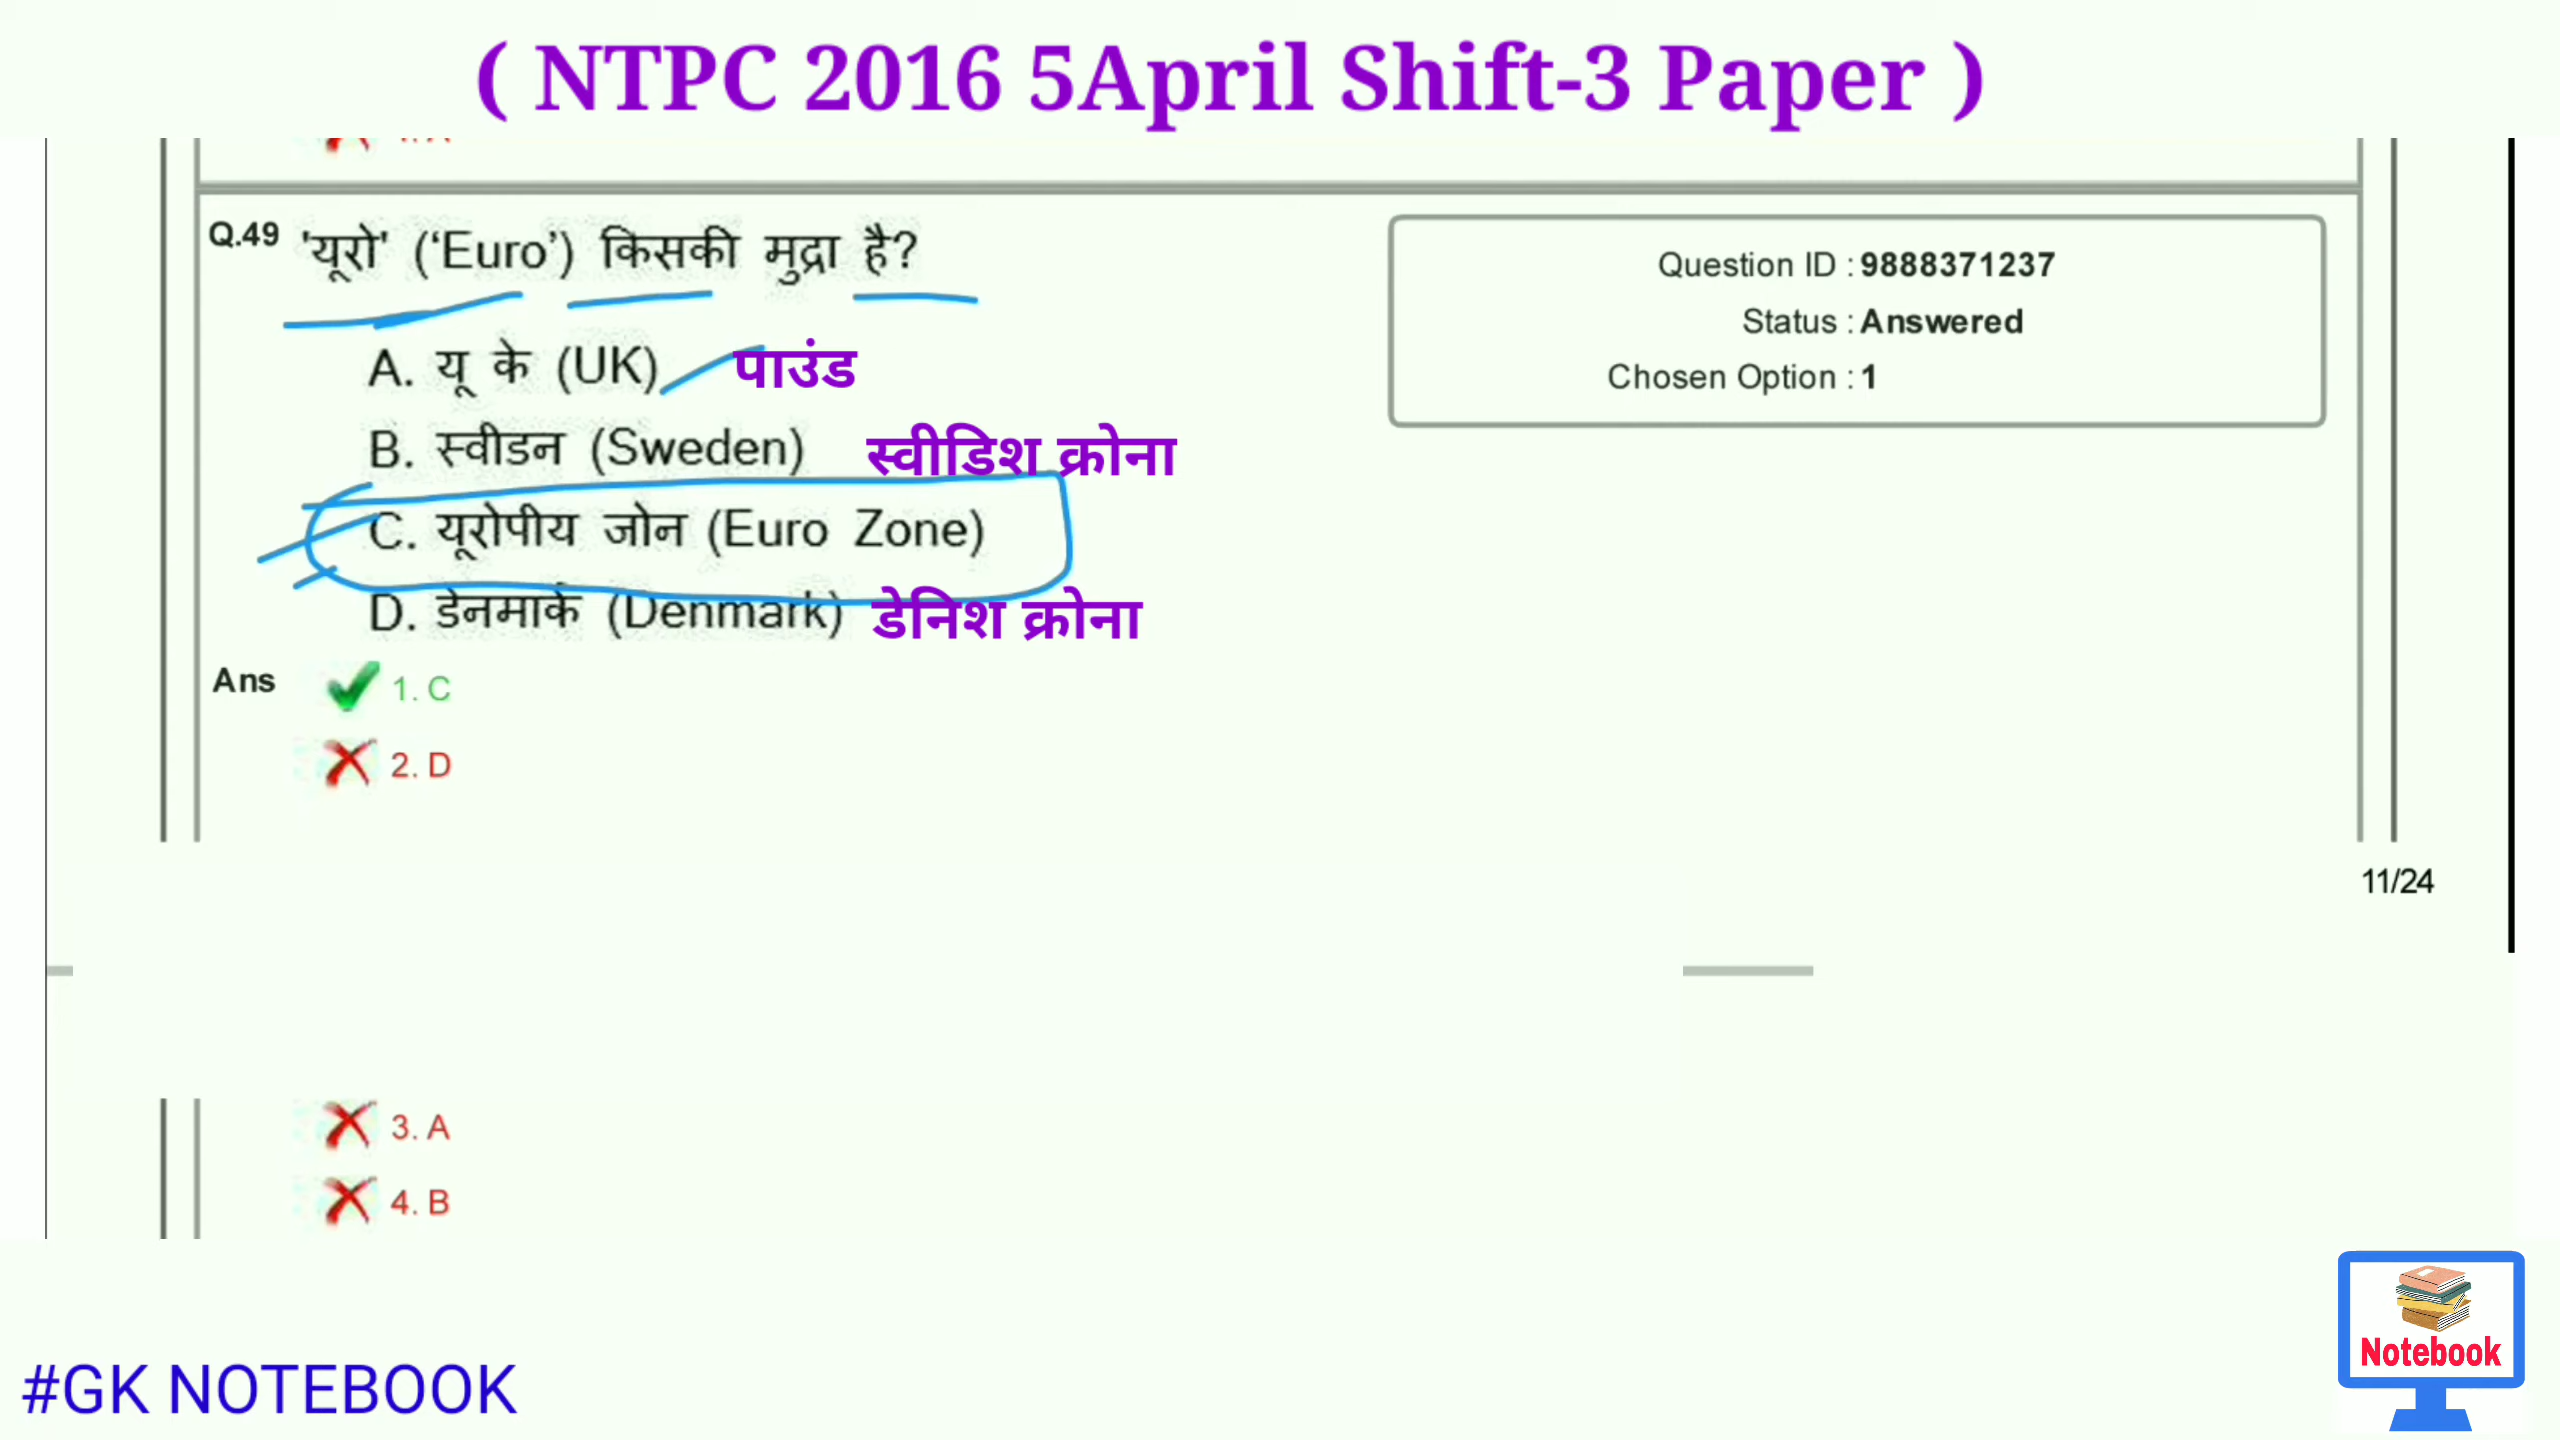 ( NTPC 2016 5April Shift-3 Paper )
Q.49 'यूरो' (‘Euro’) किसकी मुद्रा है?
A. यू के (UK) पाउंड
B. स्वीडन (Sweden) स्वीडिश क्रोना
C. यूरोपीय जोन (Euro Zone)
D. डेनमार्क (Denmark) डेनिश क्रोना
Question ID : 9888371237
Status : Answered
Chosen Option : 1
Ans 1. C
2. D
11/24
3. A
4. B
#GK NOTEBOOK
Notebook